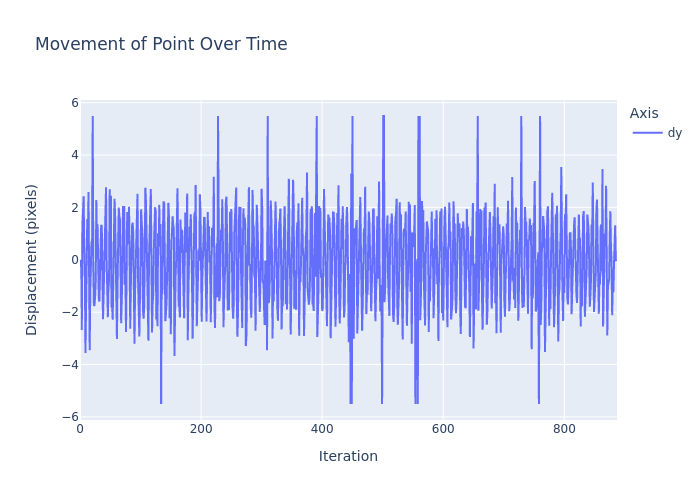 Movement of Point Over Time
Axis
dy
Displacement (pixels)
6
4
2
0
−2
−4
−6
0 200 400 600 800
Iteration